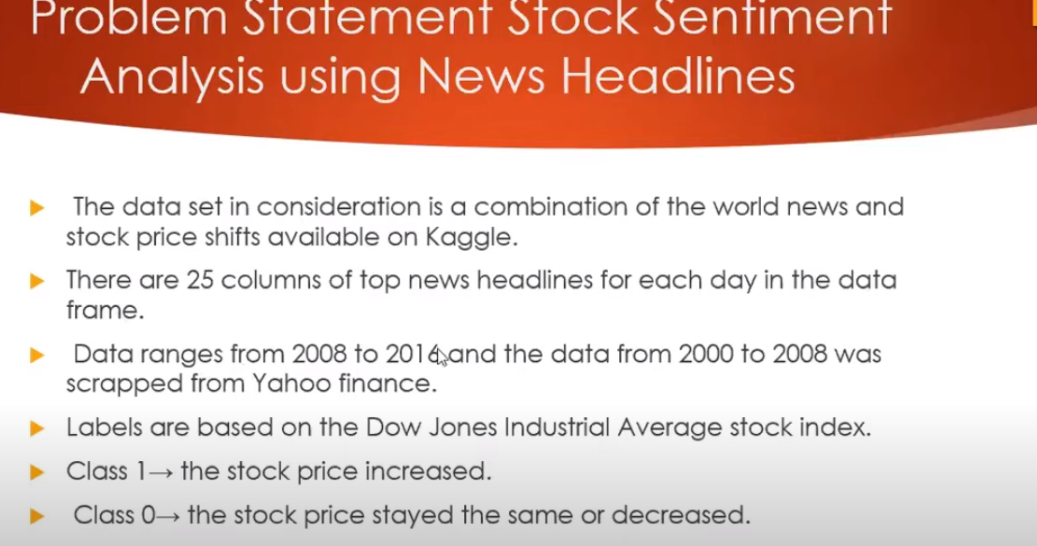 Problem Statement Stock Sentiment
Analysis using News Headlines
The data set in consideration is a combination of the world news and
stock price shifts available on Kaggle.
There are 25 columns of top news headlines for each day in the data
frame.
Data ranges from 2008 to 2016 and the data from 2000 to 2008 was
scrapped from Yahoo finance.
Labels are based on the Dow Jones Industrial Average stock index.
Class 1→ the stock price increased.
Class 0→ the stock price stayed the same or decreased.